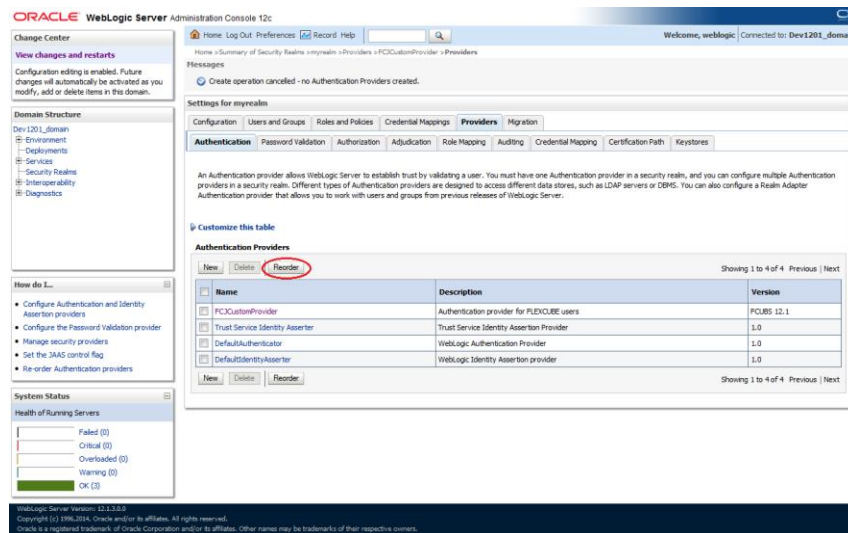 ORACLE WebLogic Server Administration Console 12c
Change Center
View changes and restarts
Configuration editing is enabled. Future
changes will automatically be activated as you
modify, add or delete items in this domain.
Domain Structure
Dev1201_domain
Environment
Deployments
Services
Security Realms
Interoperability
Diagnostics
How do I...
Configure Authentication and Identity
Assertion providers
Configure the Password Validation provider
Manage security providers
Set the JAAS control flag
Re-order Authentication providers
System Status
Health of Running Servers
Failed (0)
Critical (0)
Overloaded (0)
Warning (0)
OK (3)
Home Log Out Preferences Record Help
Welcome, weblogic Connected to: Dev1201_doma
Home >Summary of Security Realms >myrealm >Providers >FCJCustomProvider >Providers
Messages
Create operation cancelled - no Authentication Providers created.
Settings for myrealm
Configuration Users and Groups Roles and Policies Credential Mappings Providers Migration
Authentication Password Validation Authorization Adjudication Role Mapping Auditing Credential Mapping Certification Path Keystores
An Authentication provider allows WebLogic Server to establish trust by validating a user. You must have one Authentication provider in a security realm, and you can configure multiple Authentication
providers in a security realm. Different types of Authentication providers are designed to access different data stores, such as LDAP servers or DBMS. You can also configure a Realm Adapter
Authentication provider that allows you to work with users and groups from previous releases of WebLogic Server.
Customize this table
Authentication Providers
New Delete Reorder
Showing 1 to 4 of 4 Previous | Next
Name Description Version
FCJCustomProvider Authentication provider for FLEXCUBE users FCUBS 12.1
Trust Service Identity Asserter Trust Service Identity Assertion Provider 1.0
DefaultAuthenticator WebLogic Authentication Provider 1.0
DefaultIdentityAsserter WebLogic Identity Assertion provider 1.0
New Delete Reorder
Showing 1 to 4 of 4 Previous | Next
WebLogic Server Version: 12.1.3.0.0
Copyright (c) 1996,2014, Oracle and/or its affiliates. All rights reserved.
Oracle is a registered trademark of Oracle Corporation and/or its affiliates. Other names may be trademarks of their respective owners.